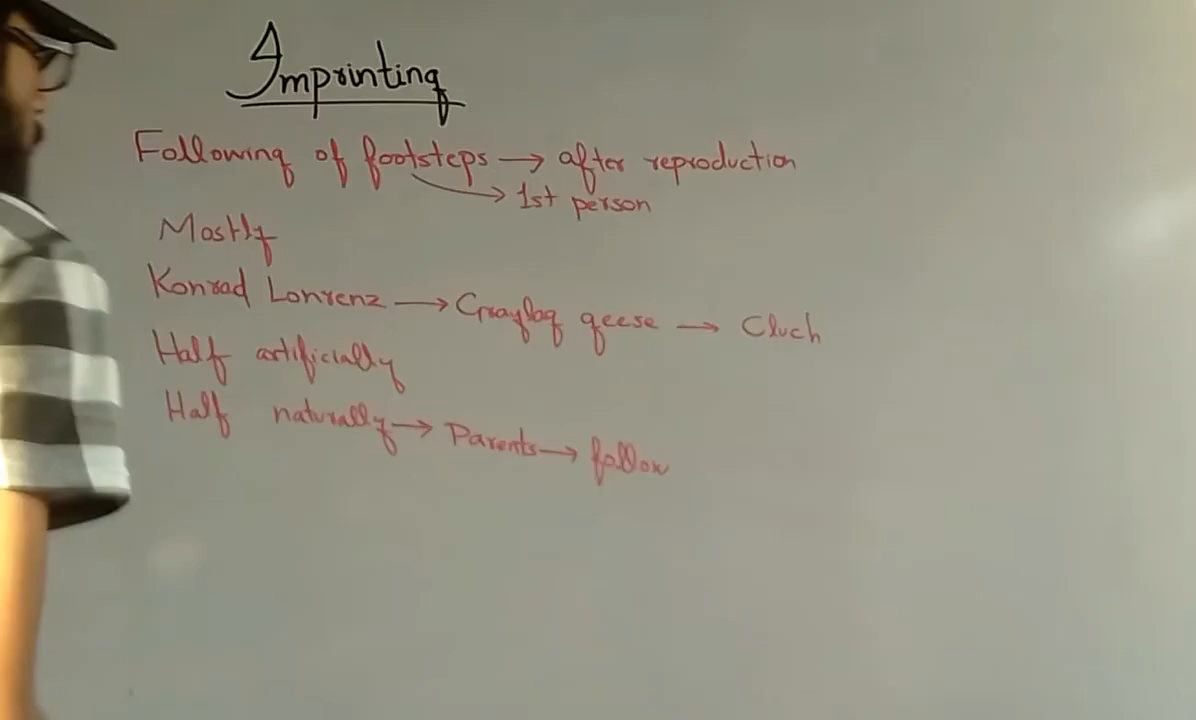 Imprinting
Following of footsteps → after reproduction
→ 1st person
Mostly
Konrad Lonrenz → Graylag geese → Cluch
Half artificially
Half naturally → Parents → follow